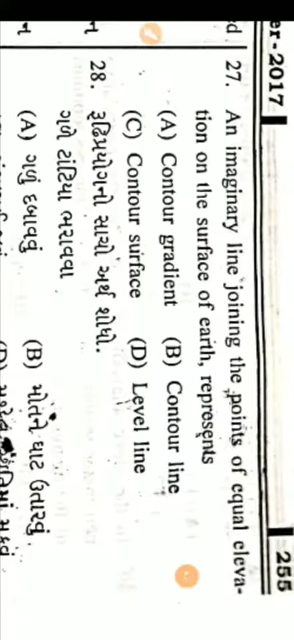 er - 2017
255
27. An imaginary line joining the points of equal eleva-
tion on the surface of earth, represents
(A) Contour gradient (B) Contour line
(C) Contour surface (D) Level line
28. રૂઢિપ્રયોગનો સાચો અર્થ શોધો.
ગળે ટાંટિયા ભરાવવા
(A) ગળું દબાવવું (B) મોતને ઘાટ ઉતારવું